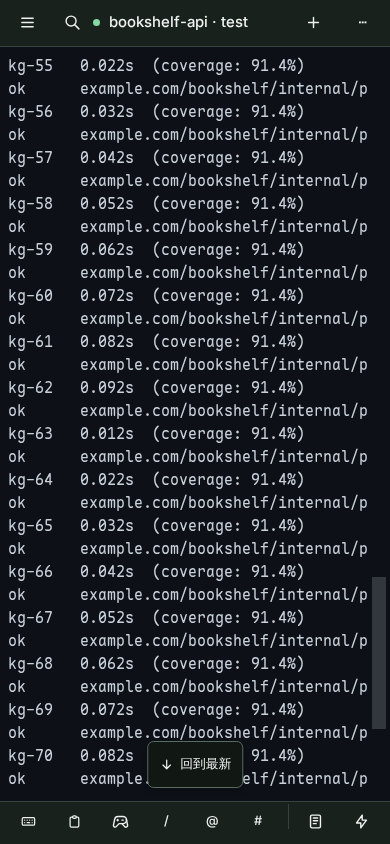 bookshelf-api · test
kg-55 0.022s (coverage: 91.4%)
ok example.com/bookshelf/internal/p
kg-56 0.032s (coverage: 91.4%)
ok example.com/bookshelf/internal/p
kg-57 0.042s (coverage: 91.4%)
ok example.com/bookshelf/internal/p
kg-58 0.052s (coverage: 91.4%)
ok example.com/bookshelf/internal/p
kg-59 0.062s (coverage: 91.4%)
ok example.com/bookshelf/internal/p
kg-60 0.072s (coverage: 91.4%)
ok example.com/bookshelf/internal/p
kg-61 0.082s (coverage: 91.4%)
ok example.com/bookshelf/internal/p
kg-62 0.092s (coverage: 91.4%)
ok example.com/bookshelf/internal/p
kg-63 0.012s (coverage: 91.4%)
ok example.com/bookshelf/internal/p
kg-64 0.022s (coverage: 91.4%)
ok example.com/bookshelf/internal/p
kg-65 0.032s (coverage: 91.4%)
ok example.com/bookshelf/internal/p
kg-66 0.042s (coverage: 91.4%)
ok example.com/bookshelf/internal/p
kg-67 0.052s (coverage: 91.4%)
ok example.com/bookshelf/internal/p
kg-68 0.062s (coverage: 91.4%)
ok example.com/bookshelf/internal/p
kg-69 0.072s (coverage: 91.4%)
ok example.com/bookshelf/internal/p
kg-70 0.082s 91.4%)
↓ 回到最新
ok example. elf/internal/p
/ @ #